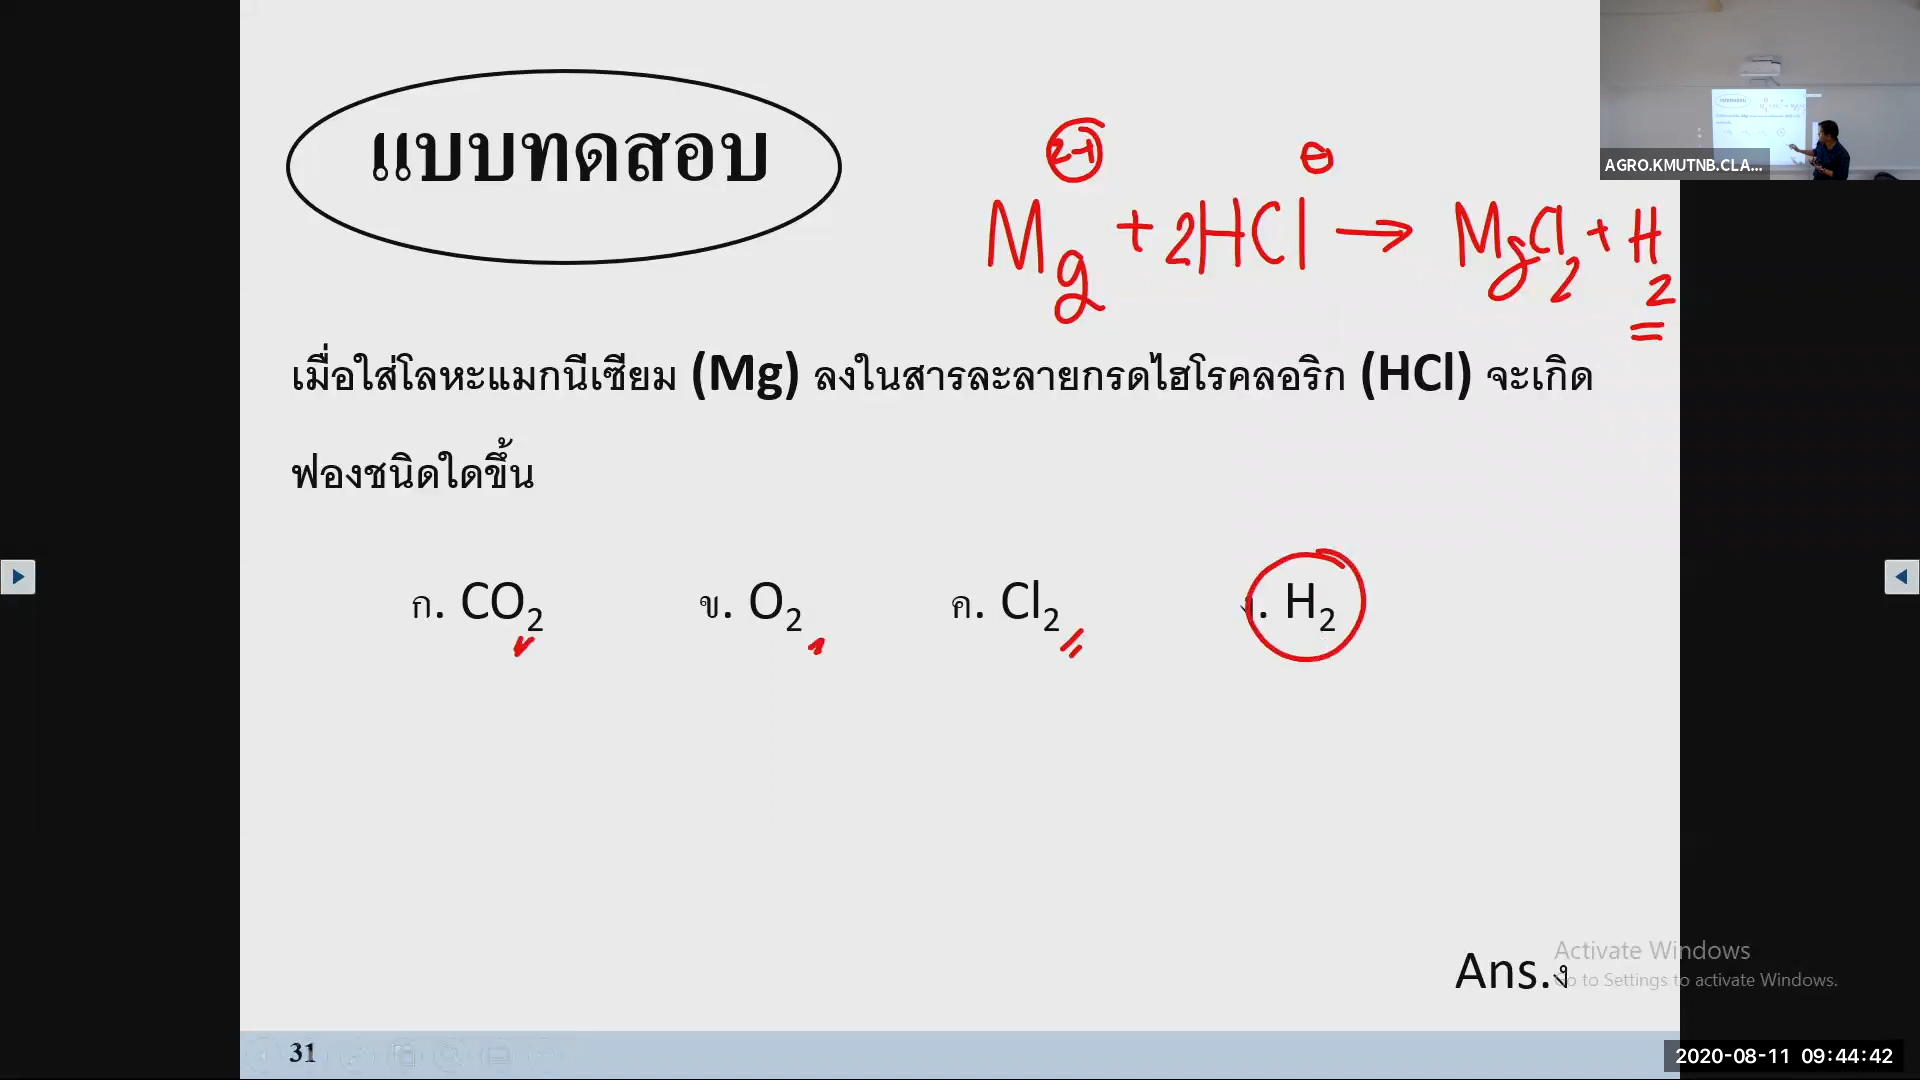 แบบทดสอบ
2+
⊖
Mg + 2HCl → MgCl2 + H2
เมื่อใส่โลหะแมกนีเซียม (Mg) ลงในสารละลายกรดไฮโรคลอริก (HCl) จะเกิด
ฟองชนิดใดขึ้น
ก. CO2 ข. O2 ค. Cl2 ง. H2
Ans.ง
Activate Windows
Go to Settings to activate Windows.
31
AGRO.KMUTNB.CLA...
2020-08-11 09:44:42